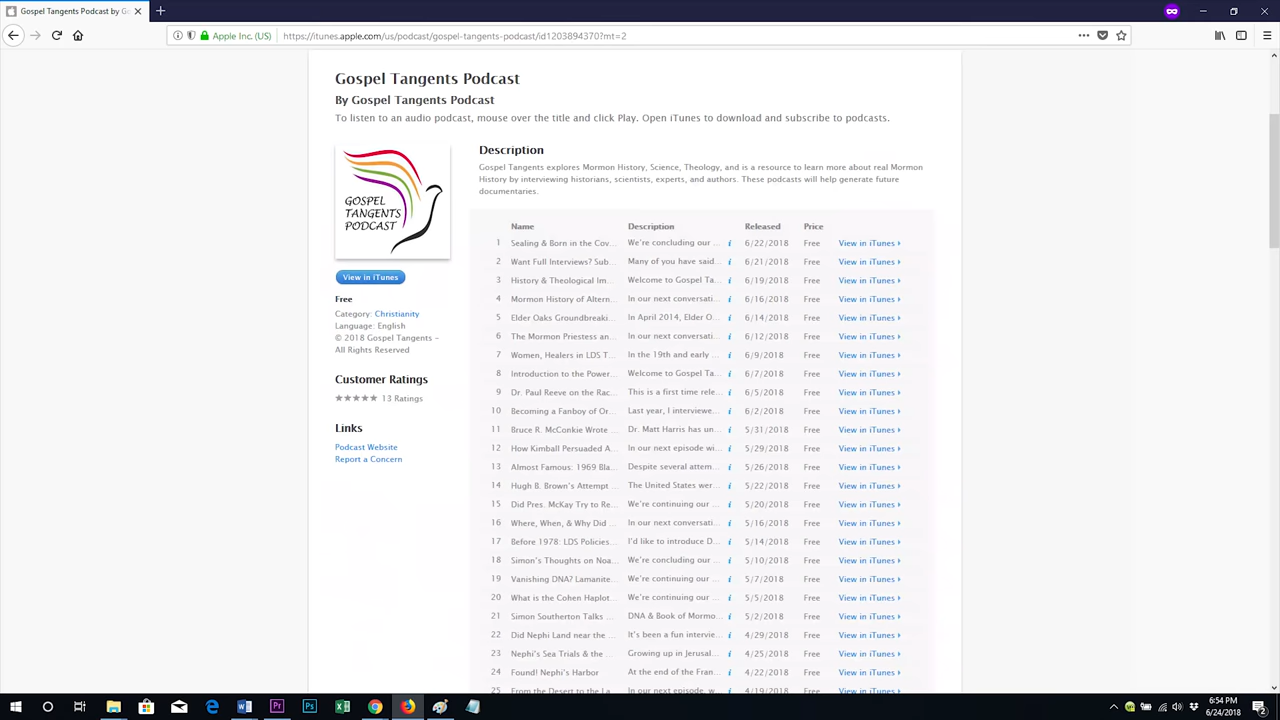 Gospel Tangents Podcast by Go
Apple Inc. (US) https://itunes.apple.com/us/podcast/gospel-tangents-podcast/id1203894370?mt=2
Gospel Tangents Podcast
By Gospel Tangents Podcast
To listen to an audio podcast, mouse over the title and click Play. Open iTunes to download and subscribe to podcasts.
GOSPEL
TANGENTS
PODCAST
View in iTunes
Free
Category: Christianity
Language: English
© 2018 Gospel Tangents –
All Rights Reserved
Customer Ratings
★★★★★ 13 Ratings
Links
Podcast Website
Report a Concern
Description
Gospel Tangents explores Mormon History, Science, Theology, and is a resource to learn more about real Mormon
History by interviewing historians, scientists, experts, and authors. These podcasts will help generate future
documentaries.
Name Description Released Price
1 Sealing & Born in the Cov... We're concluding our ... i 6/22/2018 Free View in iTunes
2 Want Full Interviews? Sub... Many of you have said... i 6/21/2018 Free View in iTunes
3 History & Theological Im... Welcome to Gospel Ta... i 6/19/2018 Free View in iTunes
4 Mormon History of Altern... In our next conversati... i 6/16/2018 Free View in iTunes
5 Elder Oaks Groundbreaki... In April 2014, Elder O... i 6/14/2018 Free View in iTunes
6 The Mormon Priestess an... In our next conversati... i 6/12/2018 Free View in iTunes
7 Women, Healers in LDS T... In the 19th and early ... i 6/9/2018 Free View in iTunes
8 Introduction to the Power... Welcome to Gospel Ta... i 6/7/2018 Free View in iTunes
9 Dr. Paul Reeve on the Rac... This is a first time rele... i 6/5/2018 Free View in iTunes
10 Becoming a Fanboy of Or... Last year, I interviewe... i 6/2/2018 Free View in iTunes
11 Bruce R. McConkie Wrote ... Dr. Matt Harris has un... i 5/31/2018 Free View in iTunes
12 How Kimball Persuaded A... In our next episode wi... i 5/29/2018 Free View in iTunes
13 Almost Famous: 1969 Bla... Despite several attem... i 5/26/2018 Free View in iTunes
14 Hugh B. Brown's Attempt ... The United States wer... i 5/22/2018 Free View in iTunes
15 Did Pres. McKay Try to Re... We're continuing our ... i 5/20/2018 Free View in iTunes
16 Where, When, & Why Did ... In our next conversati... i 5/16/2018 Free View in iTunes
17 Before 1978: LDS Policies... I'd like to introduce D... i 5/14/2018 Free View in iTunes
18 Simon's Thoughts on Noa... We're concluding our ... i 5/10/2018 Free View in iTunes
19 Vanishing DNA? Lamanite... We're continuing our ... i 5/7/2018 Free View in iTunes
20 What is the Cohen Haplot... We're continuing our ... i 5/5/2018 Free View in iTunes
21 Simon Southerton Talks ... DNA & Book of Mormo... i 5/2/2018 Free View in iTunes
22 Did Nephi Land near the ... It's been a fun intervie... i 4/29/2018 Free View in iTunes
23 Nephi's Sea Trials & the ... Growing up in Jerusal... i 4/25/2018 Free View in iTunes
24 Found! Nephi's Harbor At the end of the Fran... i 4/22/2018 Free View in iTunes
25 From the Desert to the La... In our next episode, w... i 4/19/2018 Free View in iTunes
6:54 PM
6/24/2018